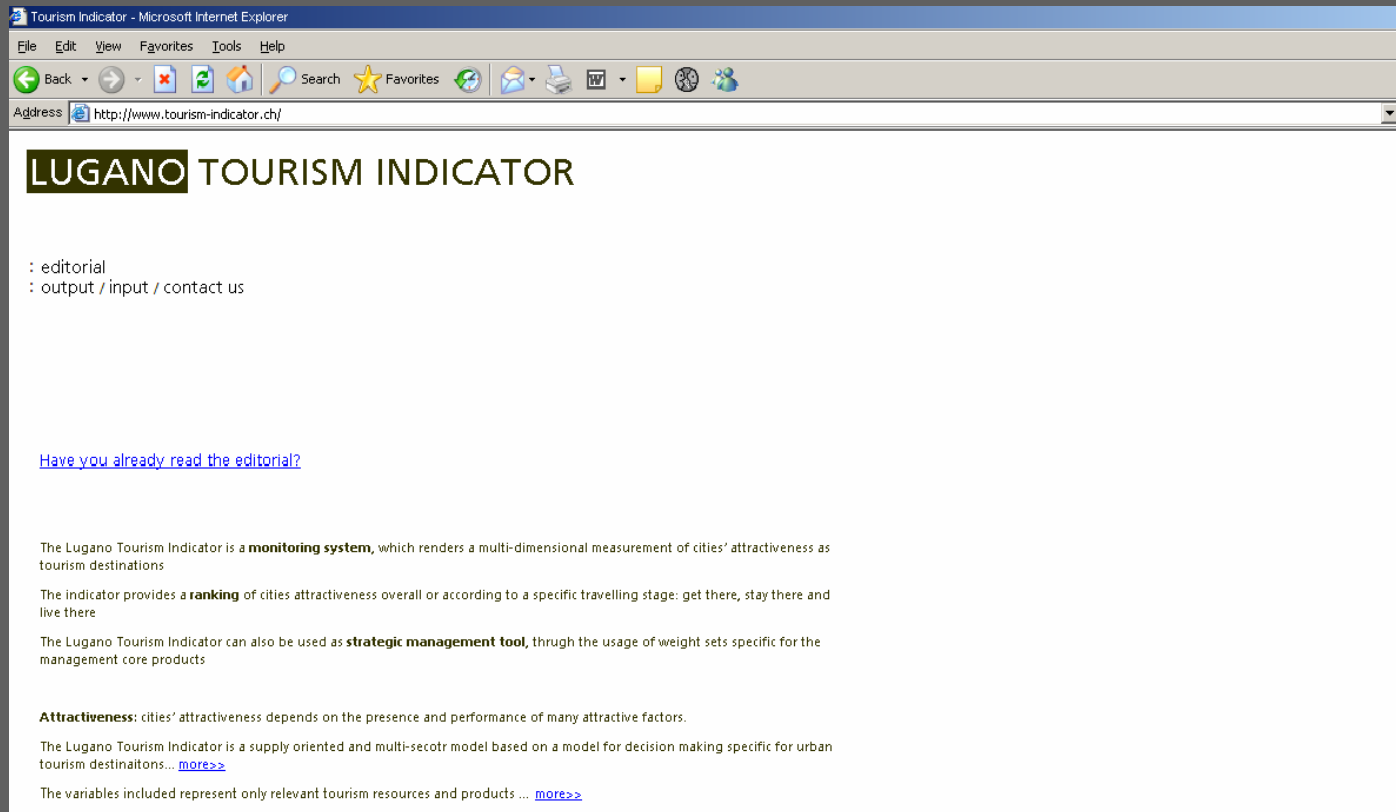 Tourism Indicator - Microsoft Internet Explorer
File Edit View Favorites Tools Help
Back Search Favorites
Address http://www.tourism-indicator.ch/
LUGANO TOURISM INDICATOR
: editorial
: output / input / contact us
Have you already read the editorial?
The Lugano Tourism Indicator is a monitoring system, which renders a multi-dimensional measurement of cities' attractiveness as
tourism destinations
The indicator provides a ranking of cities attractiveness overall or according to a specific travelling stage: get there, stay there and
live there
The Lugano Tourism Indicator can also be used as strategic management tool, thrugh the usage of weight sets specific for the
management core products
Attractiveness: cities' attractiveness depends on the presence and performance of many attractive factors.
The Lugano Tourism Indicator is a supply oriented and multi-secotr model based on a model for decision making specific for urban
tourism destinaitons... more>>
The variables included represent only relevant tourism resources and products ... more>>